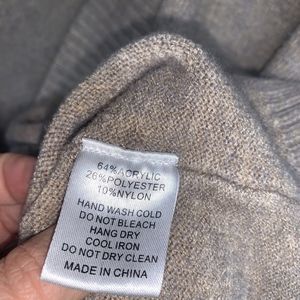 64%ACRYLIC
26%POLYESTER
10%NYLON
HAND WASH COLD
DO NOT BLEACH
HANG DRY
COOL IRON
DO NOT DRY CLEAN
MADE IN CHINA